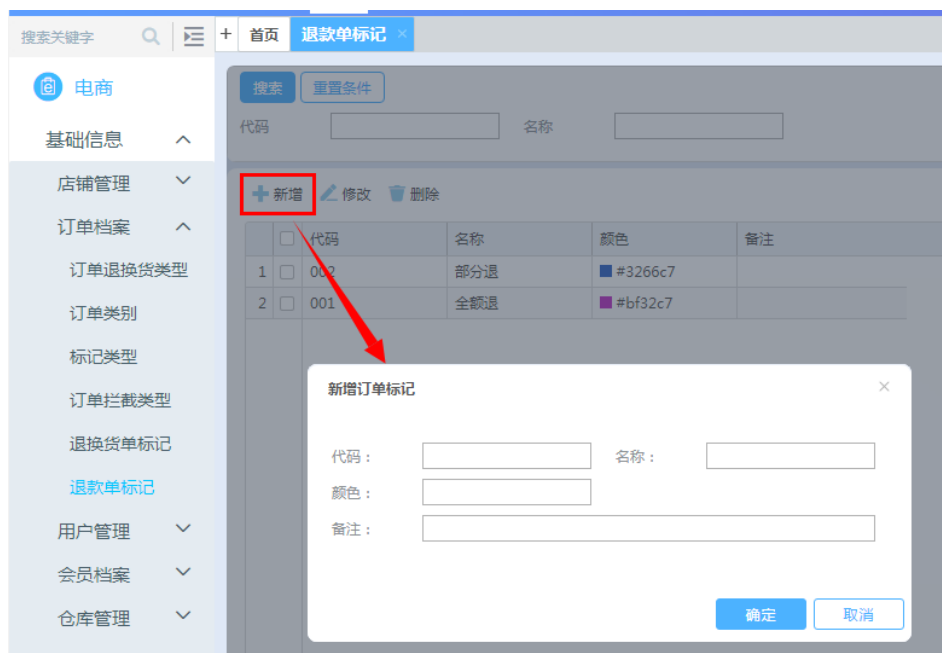 搜索关键字
+ 首页 退款单标记 ×
电商
基础信息
店铺管理
订单档案
订单退换货类型
订单类别
标记类型
订单拦截类型
退换货单标记
退款单标记
用户管理
会员档案
仓库管理
搜索 重置条件
代码 名称
新增 修改 删除
代码 名称 颜色 备注
1 002 部分退 #3266c7
2 001 全额退 #bf32c7
新增订单标记 ×
代码： 名称：
颜色：
备注：
确定 取消